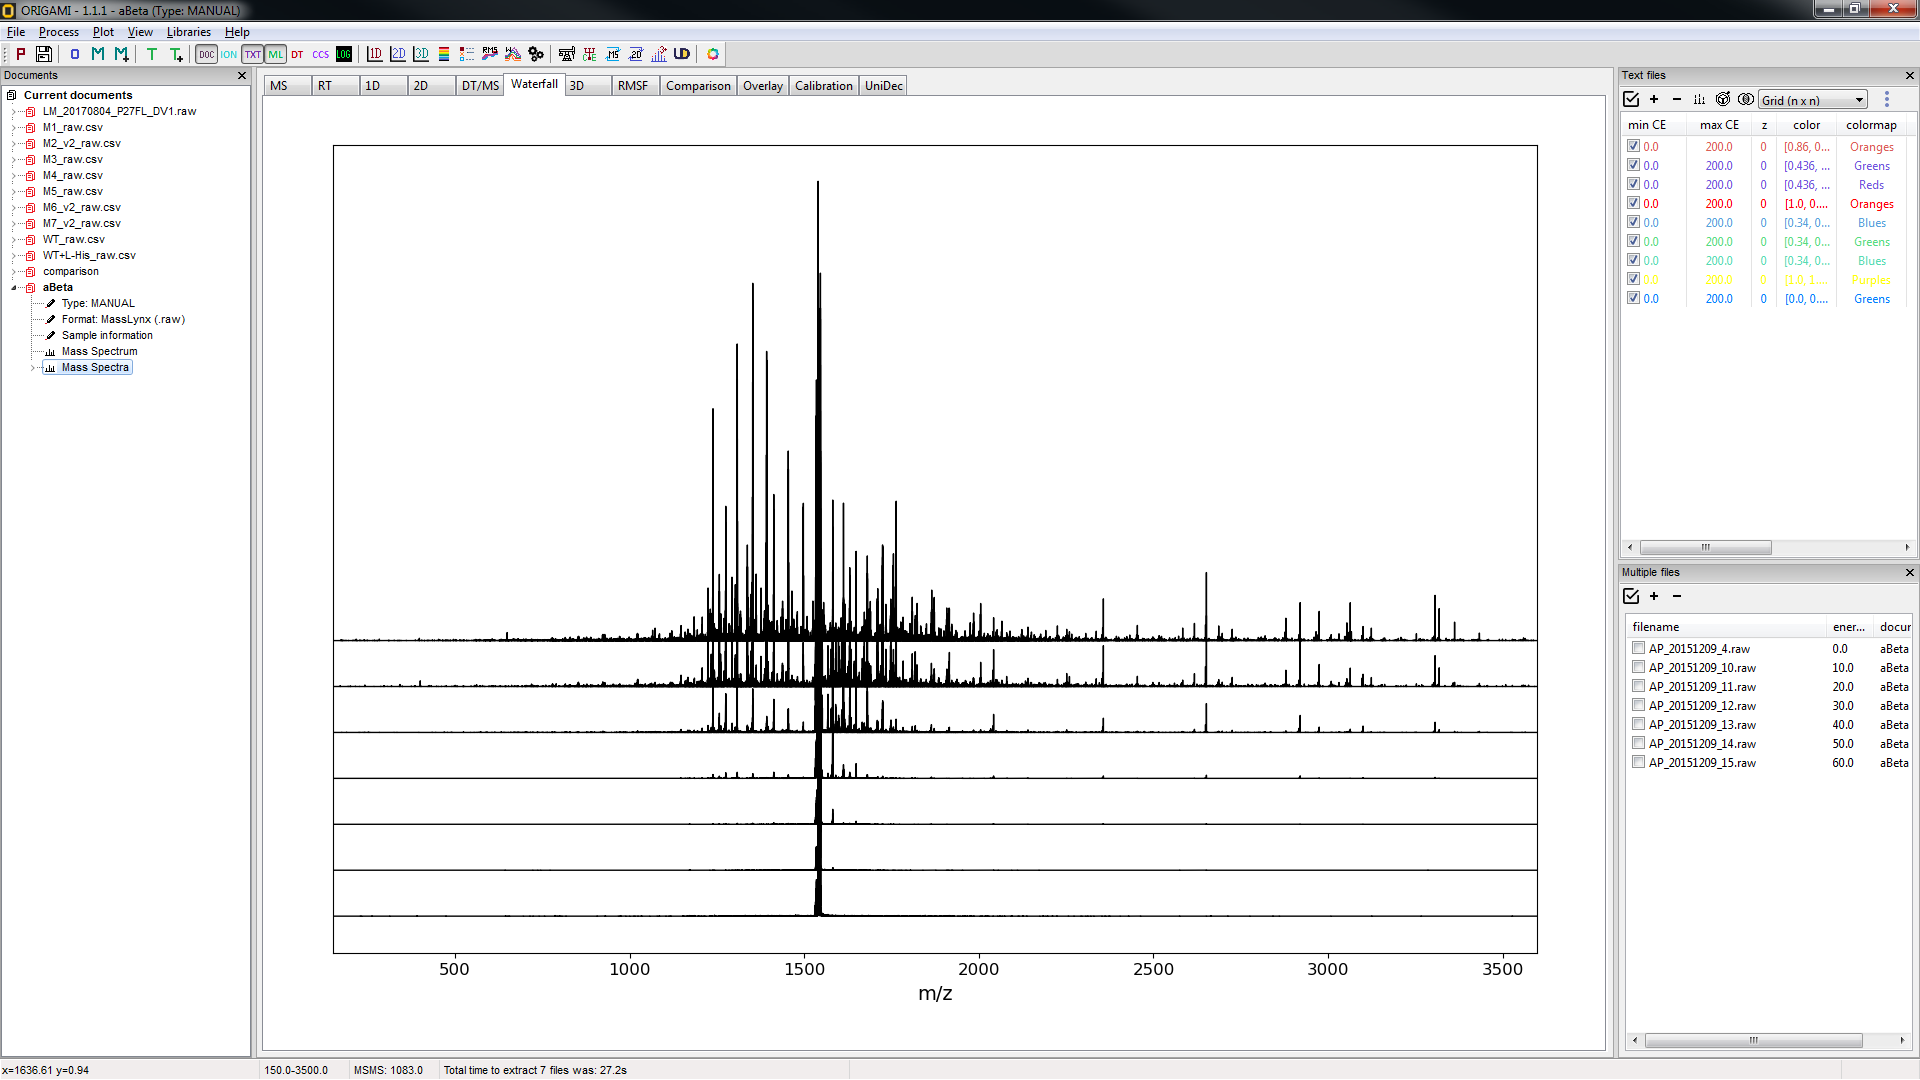 ORIGAMI - 1.1.1 - aBeta (Type: MANUAL)
File Process Plot View Libraries Help
P O M M T T DOC ION TXT ML DT CCS LOG 1D 2D 3D RMS MS 2D UD
Documents
Current documents
LM_20170804_P27FL_DV1.raw
M1_raw.csv
M2_v2_raw.csv
M3_raw.csv
M4_raw.csv
M5_raw.csv
M6_v2_raw.csv
M7_v2_raw.csv
WT_raw.csv
WT+L-His_raw.csv
comparison
aBeta
Type: MANUAL
Format: MassLynx (.raw)
Sample information
Mass Spectrum
Mass Spectra
MS RT 1D 2D DT/MS Waterfall 3D RMSF Comparison Overlay Calibration UniDec
500 1000 1500 2000 2500 3000 3500
m/z
Text files
Grid (n x n)
min CE max CE z color colormap
0.0 200.0 0 [0.86, 0... Oranges
0.0 200.0 0 [0.436, ... Greens
0.0 200.0 0 [0.436, ... Reds
0.0 200.0 0 [1.0, 0.... Oranges
0.0 200.0 0 [0.34, 0... Blues
0.0 200.0 0 [0.34, 0... Greens
0.0 200.0 0 [0.34, 0... Blues
0.0 200.0 0 [1.0, 1.... Purples
0.0 200.0 0 [0.0, 0.... Greens
Multiple files
filename ener... docur
AP_20151209_4.raw 0.0 aBeta
AP_20151209_10.raw 10.0 aBeta
AP_20151209_11.raw 20.0 aBeta
AP_20151209_12.raw 30.0 aBeta
AP_20151209_13.raw 40.0 aBeta
AP_20151209_14.raw 50.0 aBeta
AP_20151209_15.raw 60.0 aBeta
x=1636.61 y=0.94 150.0-3500.0 MSMS: 1083.0 Total time to extract 7 files was: 27.2s